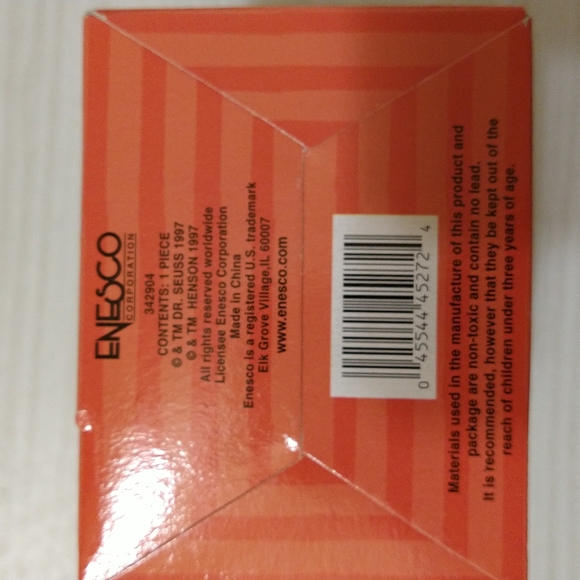 ENESCO
CORPORATION
342904
CONTENTS: 1 PIECE
© & TM DR. SEUSS 1997
© & TM HENSON 1997
All rights reserved worldwide
Licensee Enesco Corporation
Made in China
Enesco is a registered U.S. trademark
Elk Grove Village, IL 60007
www.enesco.com
0 45544 45272 4
Materials used in the manufacture of this product and
package are non-toxic and contain no lead.
It is recommended, however that they be kept out of the
reach of children under three years of age.